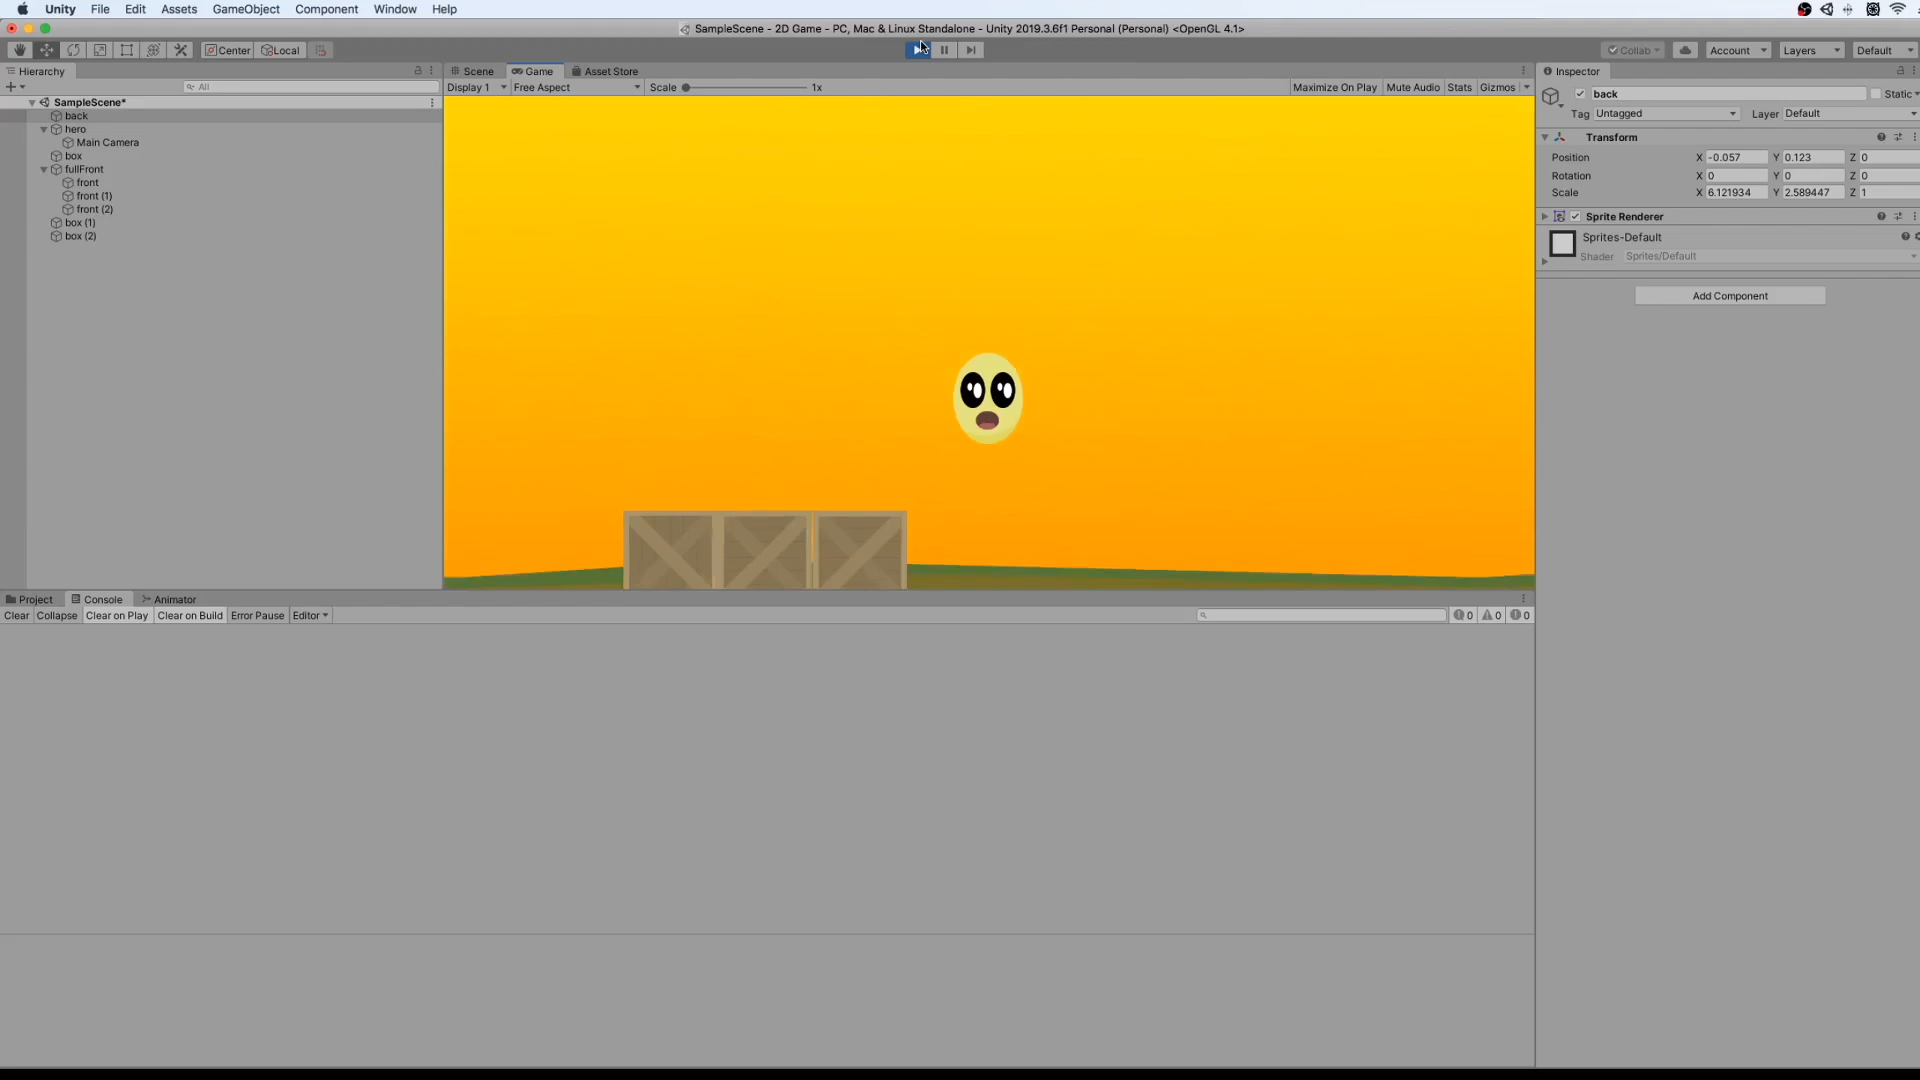 Unity File Edit Assets GameObject Component Window Help
SampleScene - 2D Game - PC, Mac & Linux Standalone - Unity 2019.3.6f1 Personal (Personal) <OpenGL 4.1>
Center Local Collab Account Layers Default
Hierarchy Scene Game Asset Store Inspector
All Display 1 Free Aspect Scale 1x Maximize On Play Mute Audio Stats Gizmos
SampleScene*
back
hero
Main Camera
box
fullFront
front
front (1)
front (2)
box (1)
box (2)
back Static
Tag Untagged Layer Default
Transform
Position X -0.057 Y 0.123 Z 0
Rotation X 0 Y 0 Z 0
Scale X 6.121934 Y 2.589447 Z 1
Sprite Renderer
Sprites-Default
Shader Sprites/Default
Add Component
Project Console Animator
Clear Collapse Clear on Play Clear on Build Error Pause Editor 0 0 0